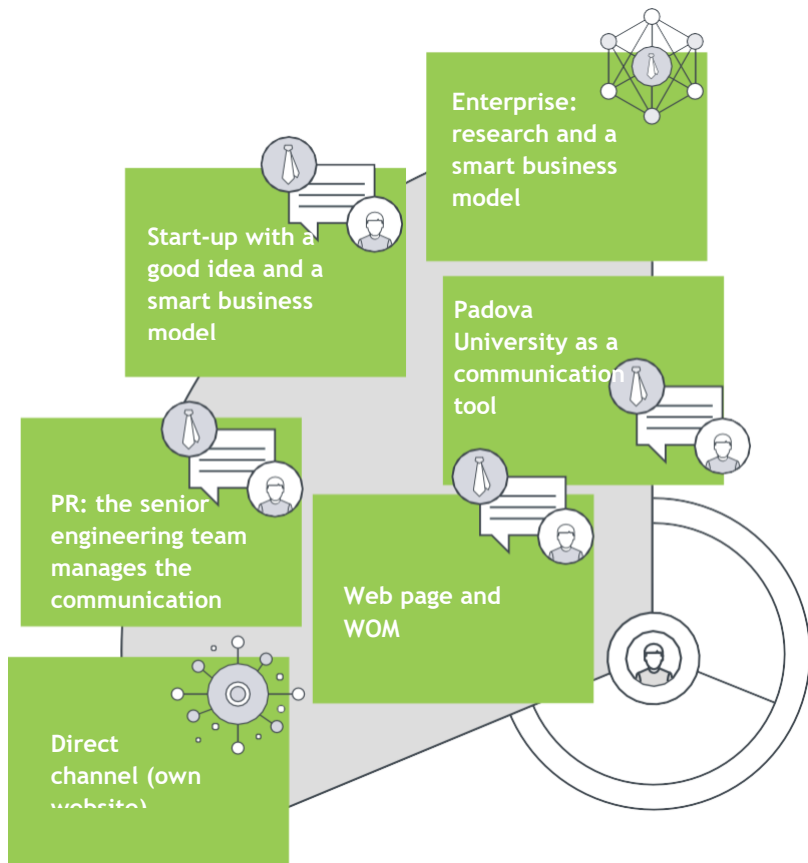 Enterprise:
research and a
smart business
model
Start-up with a
good idea and a
smart business
model
Padova
University as a
communication
tool
PR: the senior
engineering team
manages the
communication
Web page and
WOM
Direct
channel (own
website)